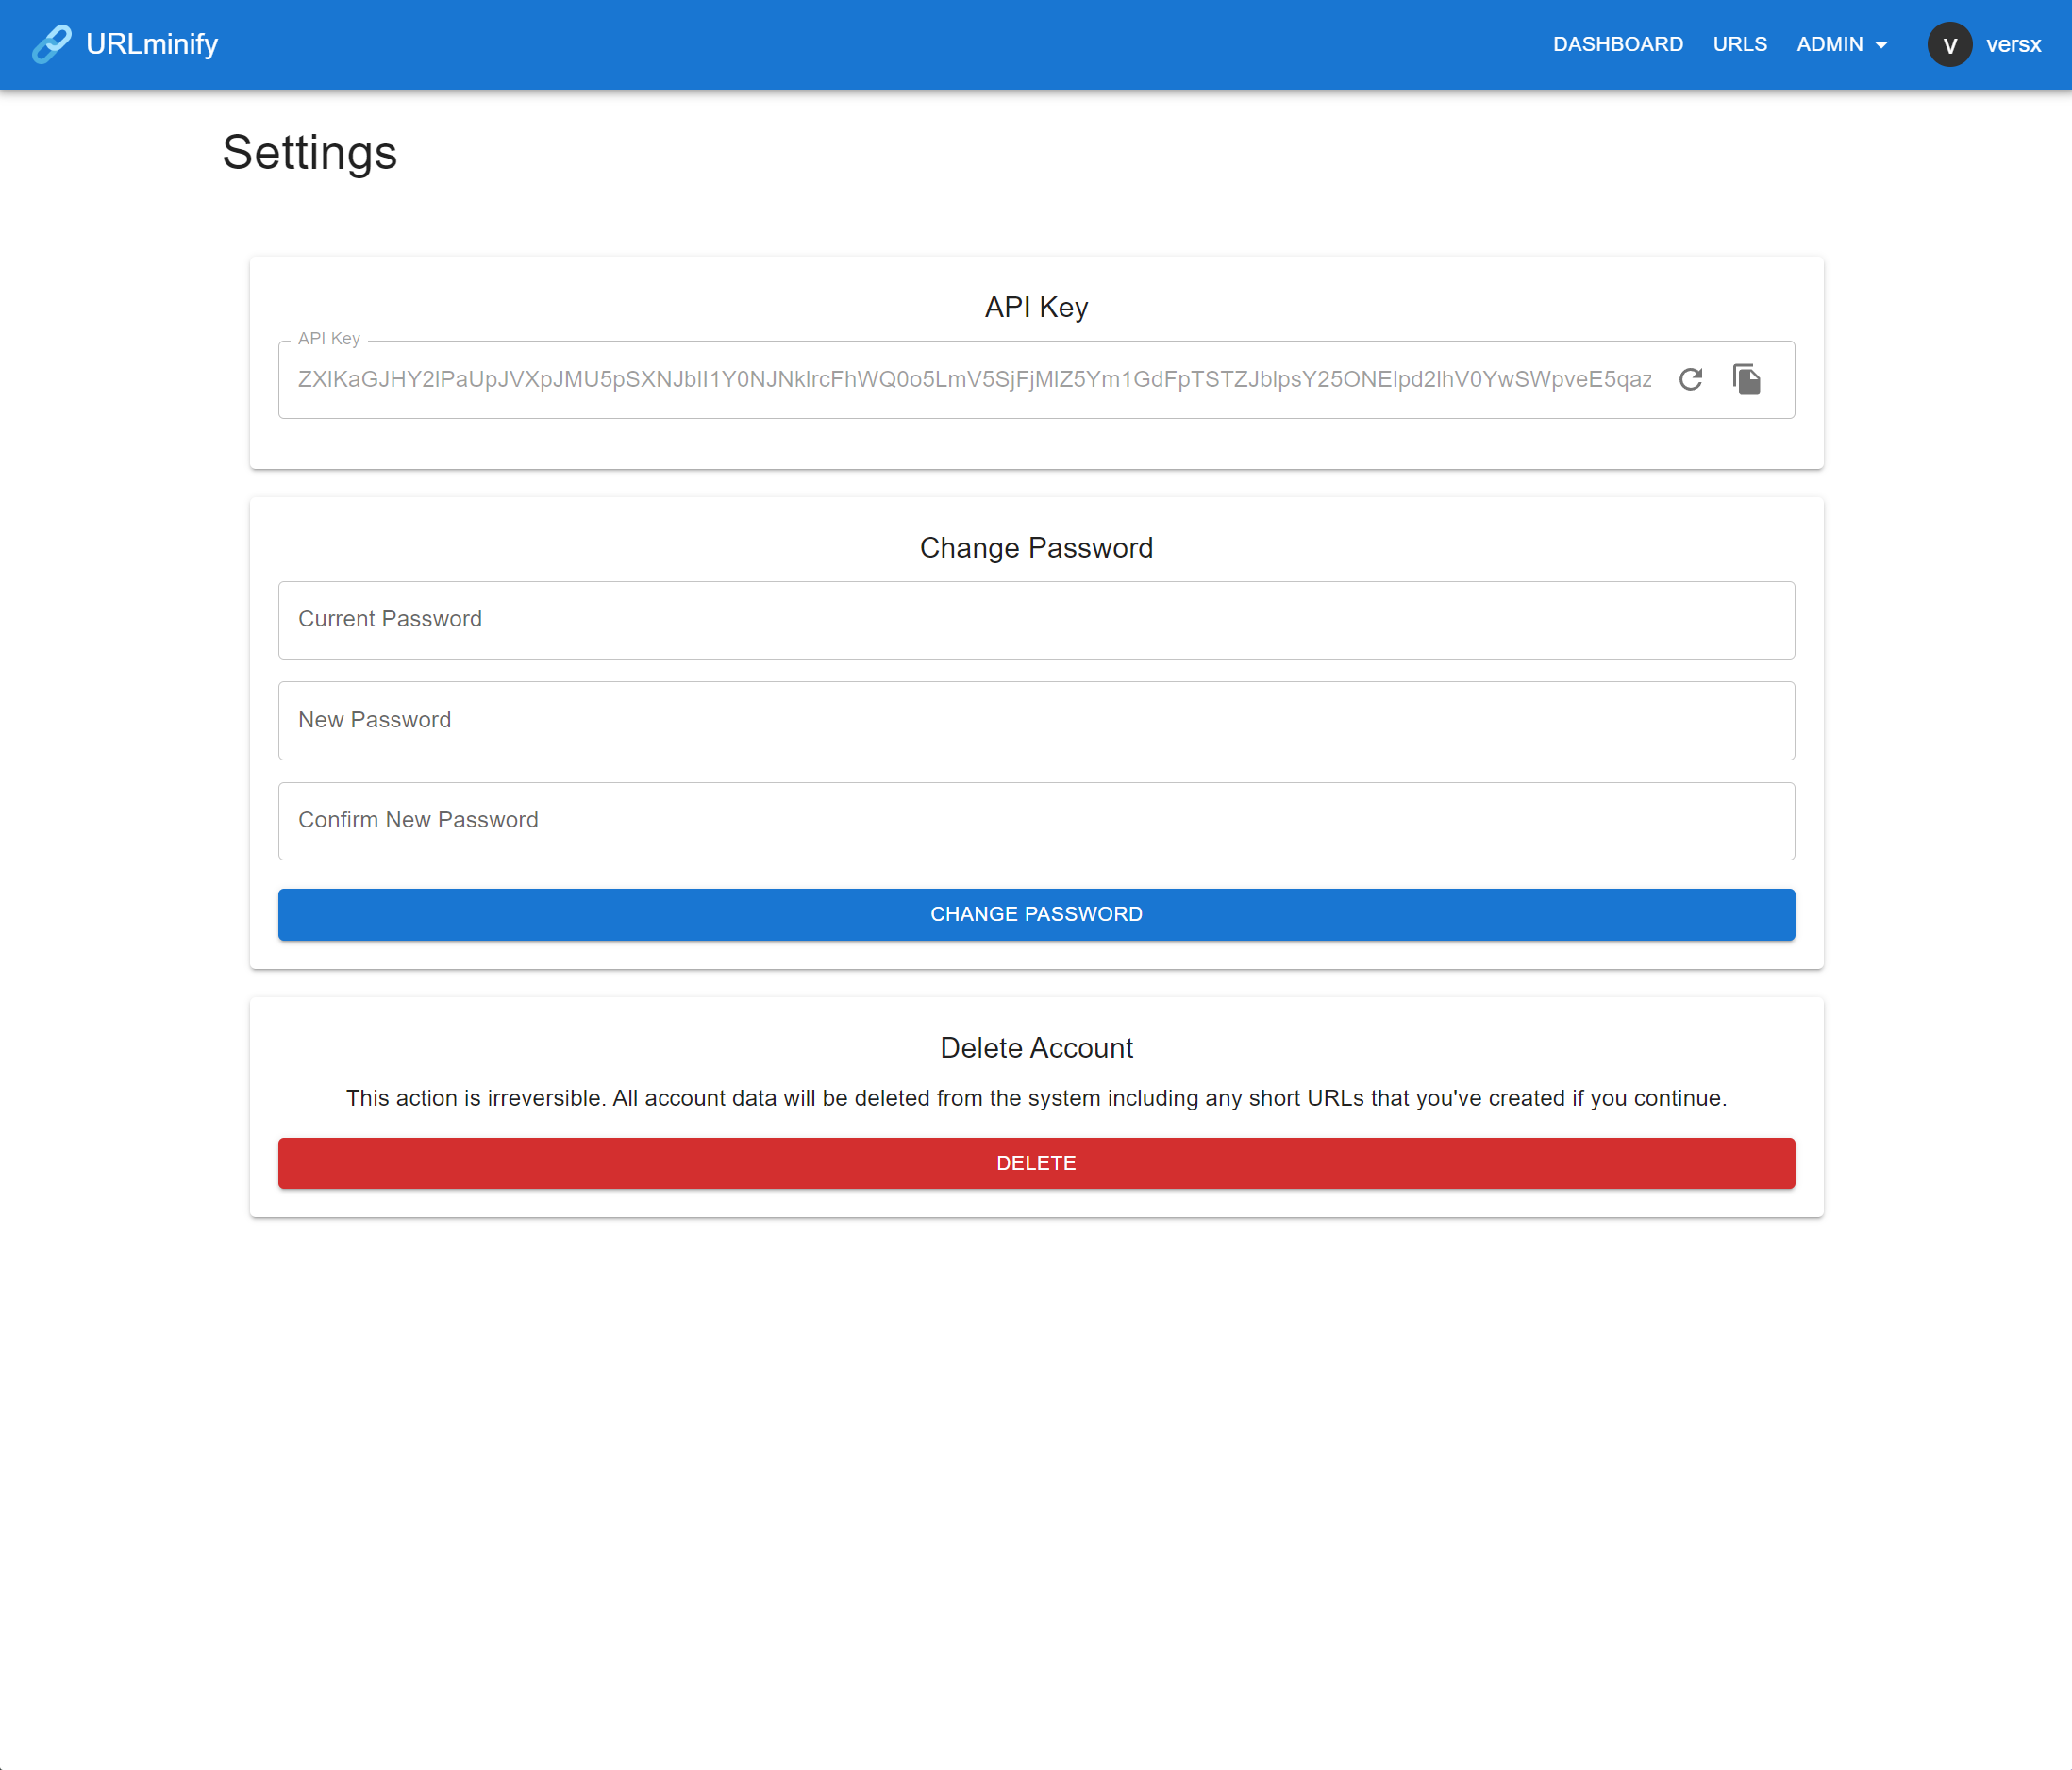 URLminify
DASHBOARD URLS ADMIN V versx
Settings
API Key
API Key
Change Password
Current Password
New Password
Confirm New Password
CHANGE PASSWORD
Delete Account
This action is irreversible. All account data will be deleted from the system including any short URLs that you've created if you continue.
DELETE